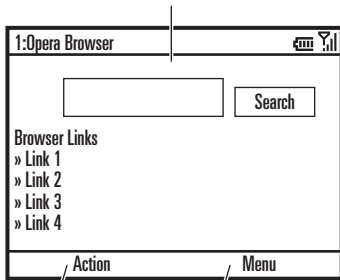 1:Opera Browser
Search
Browser Links
» Link 1
» Link 2
» Link 3
» Link 4
Action Menu